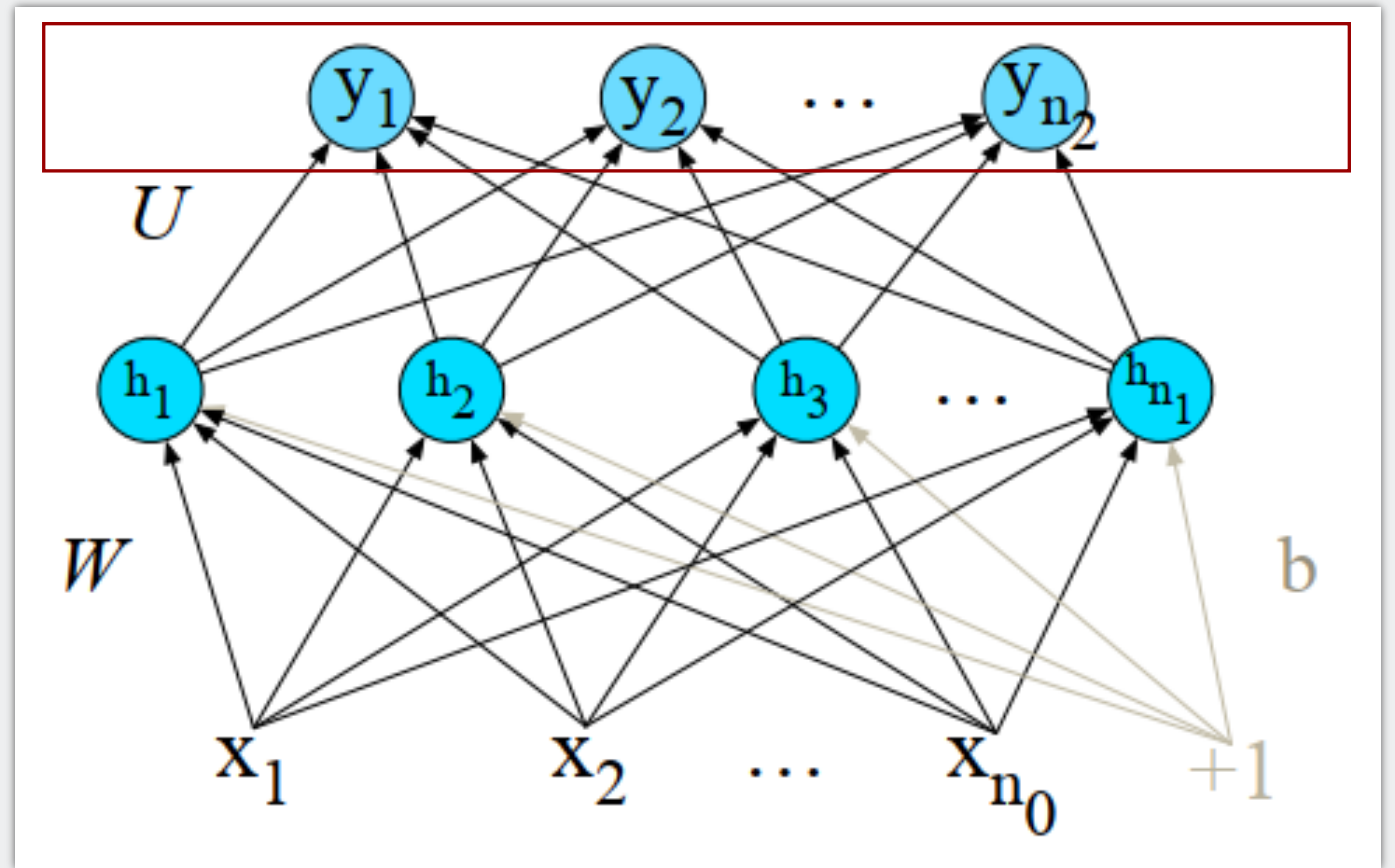 y₁ y₂ … yₙ₂
U
h₁ h₂ h₃ … hₙ₁
W b
x₁ x₂ … xₙ₀ +1